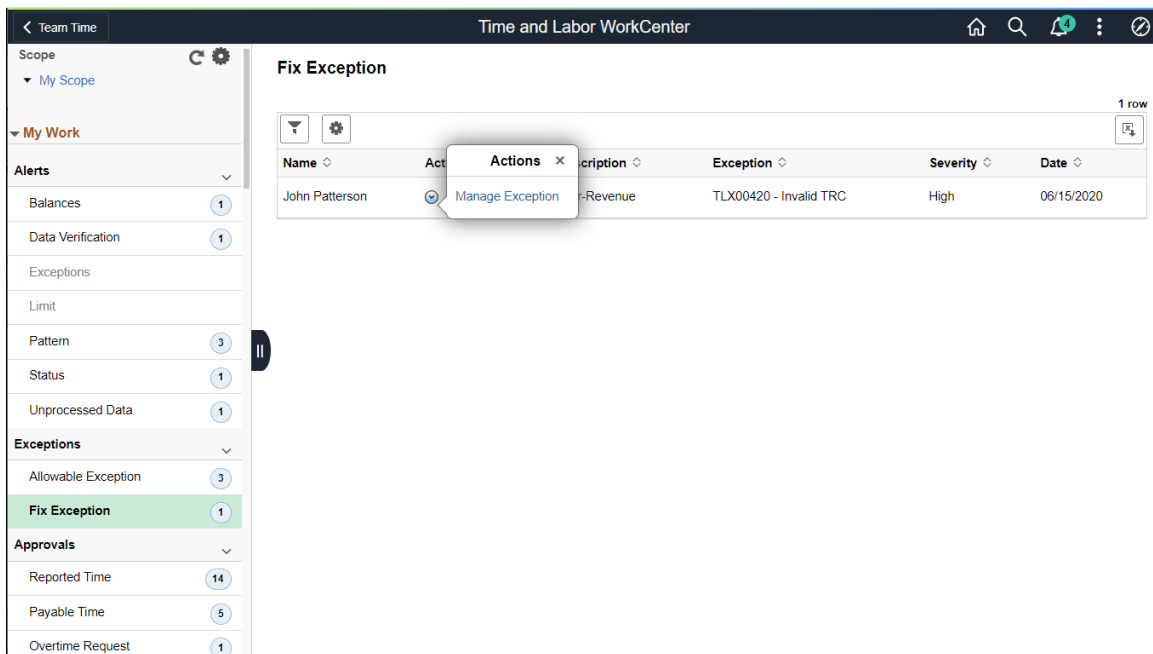 Team Time
Time and Labor WorkCenter
4
Scope
My Scope
My Work
Alerts
Balances 1
Data Verification 1
Exceptions
Limit
Pattern 3
Status 1
Unprocessed Data 1
Exceptions
Allowable Exception 3
Fix Exception 1
Approvals
Reported Time 14
Payable Time 5
Overtime Request 1
Fix Exception
1 row
Name Act cription Exception Severity Date
John Patterson r-Revenue TLX00420 - Invalid TRC High 06/15/2020
Actions ×
Manage Exception